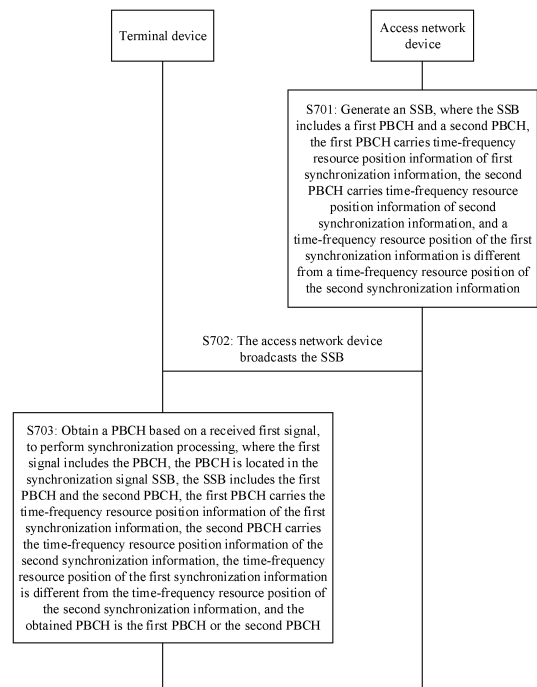 Terminal device
Access network
device
S701: Generate an SSB, where the SSB
includes a first PBCH and a second PBCH,
the first PBCH carries time-frequency
resource position information of first
synchronization information, the second
PBCH carries time-frequency resource
position information of second
synchronization information, and a
time-frequency resource position of the first
synchronization information is different
from a time-frequency resource position of
the second synchronization information
S702: The access network device
broadcasts the SSB
S703: Obtain a PBCH based on a received first signal,
to perform synchronization processing, where the first
signal includes the PBCH, the PBCH is located in the
synchronization signal SSB, the SSB includes the first
PBCH and the second PBCH, the first PBCH carries the
time-frequency resource position information of the first
synchronization information, the second PBCH carries
the time-frequency resource position information of the
second synchronization information, the time-frequency
resource position of the first synchronization information
is different from the time-frequency resource position of
the second synchronization information, and the
obtained PBCH is the first PBCH or the second PBCH